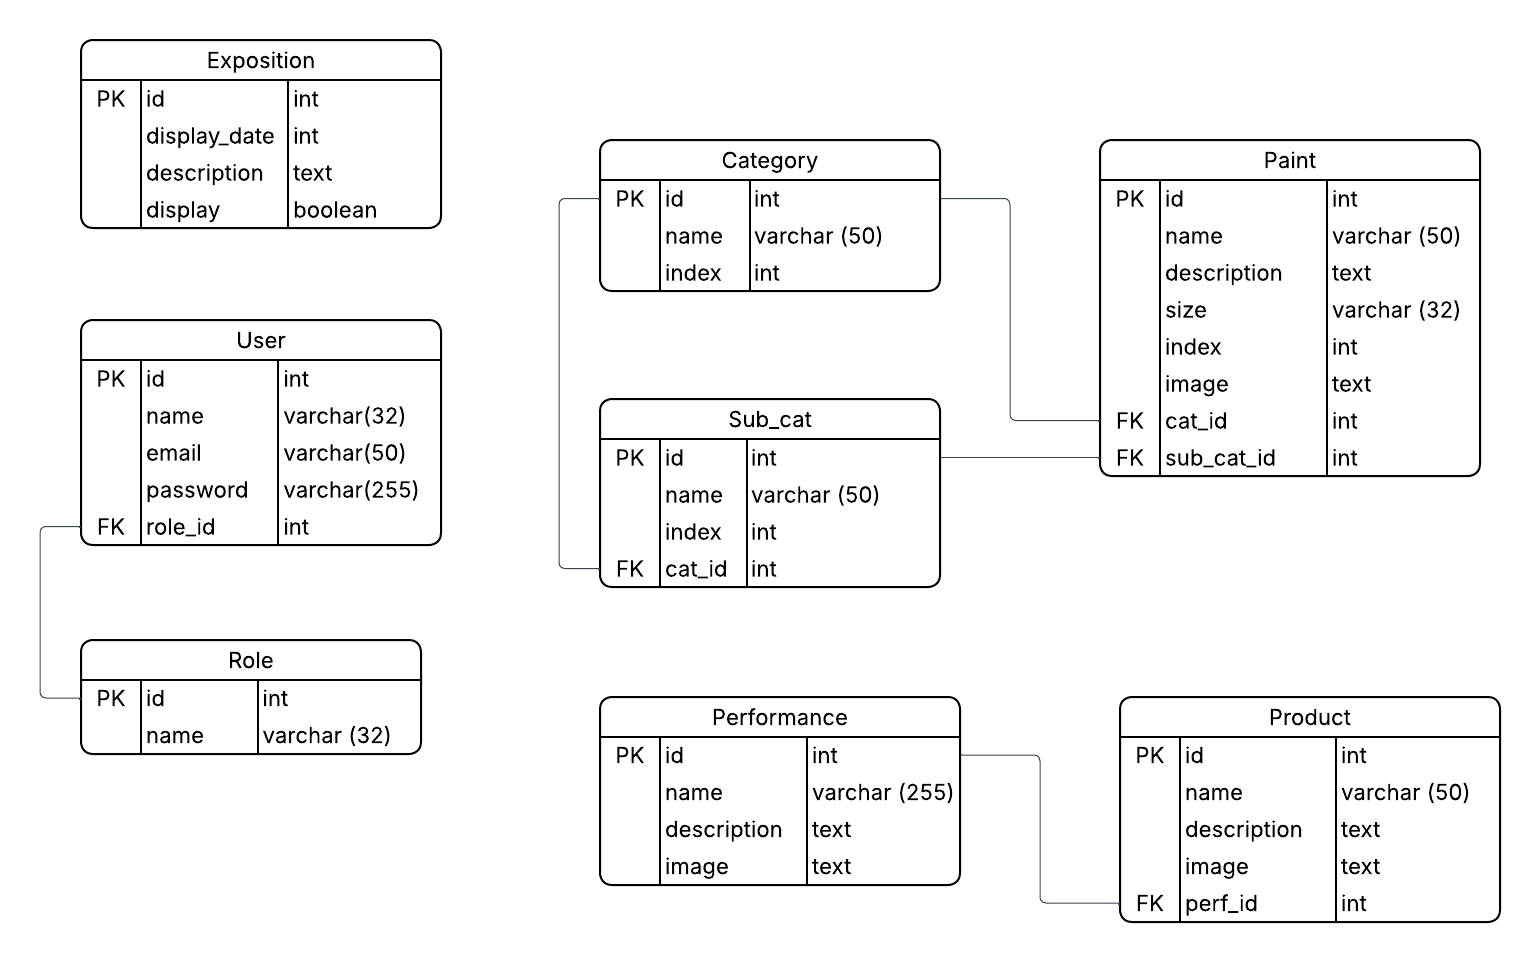 Exposition
PK id int
display_date int
description text
display boolean
User
PK id int
name varchar(32)
email varchar(50)
password varchar(255)
FK role_id int
Role
PK id int
name varchar (32)
Category
PK id int
name varchar (50)
index int
Sub_cat
PK id int
name varchar (50)
index int
FK cat_id int
Paint
PK id int
name varchar (50)
description text
size varchar (32)
index int
image text
FK cat_id int
FK sub_cat_id int
Performance
PK id int
name varchar (255)
description text
image text
Product
PK id int
name varchar (50)
description text
image text
FK perf_id int